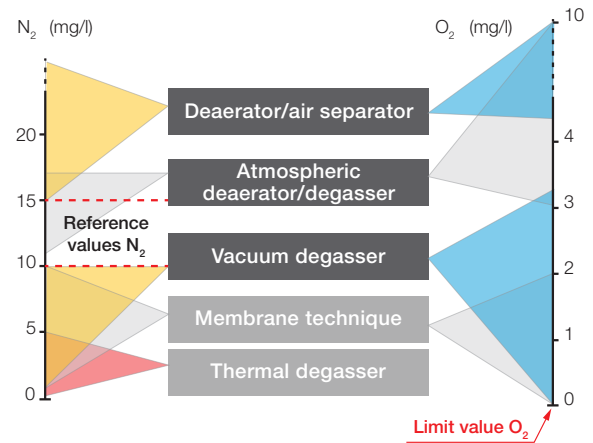 N₂ (mg/l)
O₂ (mg/l)
10
Deaerator/air separator
20
4
Atmospheric
deaerator/degasser
15
3
Reference
values N₂
Vacuum degasser
10
2
Membrane technique
5
1
Thermal degasser
0
0
Limit value O₂